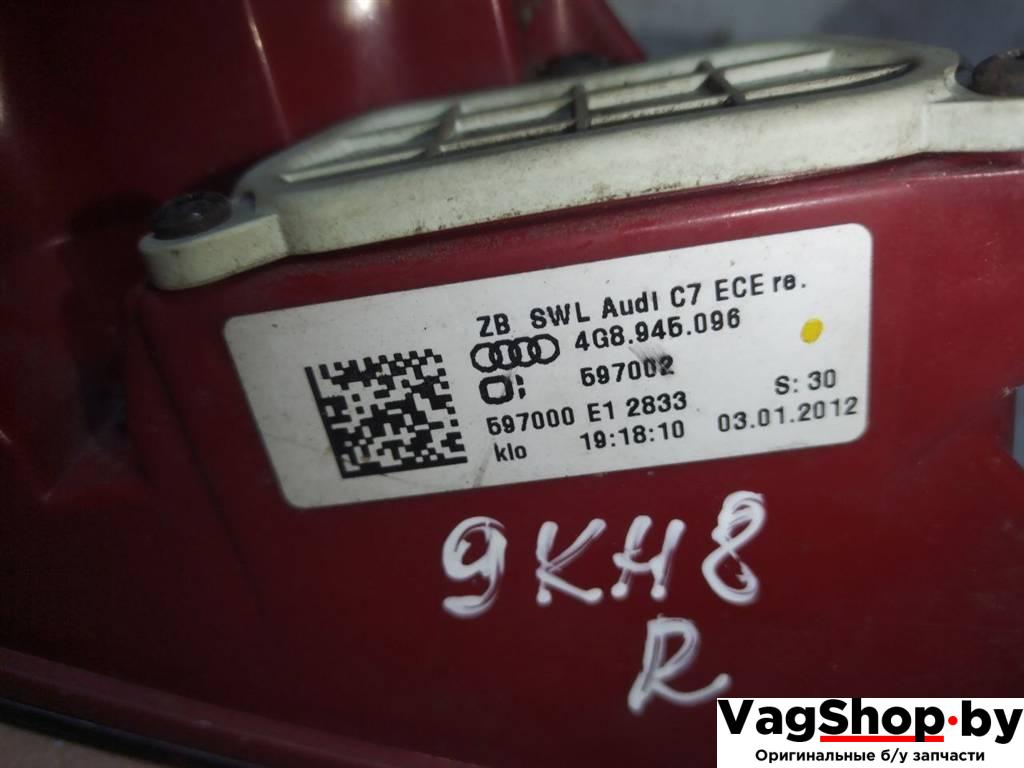 ZB SWL Audi C7 ECE re.
4G8.945.096
597002
S: 30
597000 E1 2833
klo 19:18:10 03.01.2012
9KH8
R
VagShop.by
Оригинальные б/у запчасти